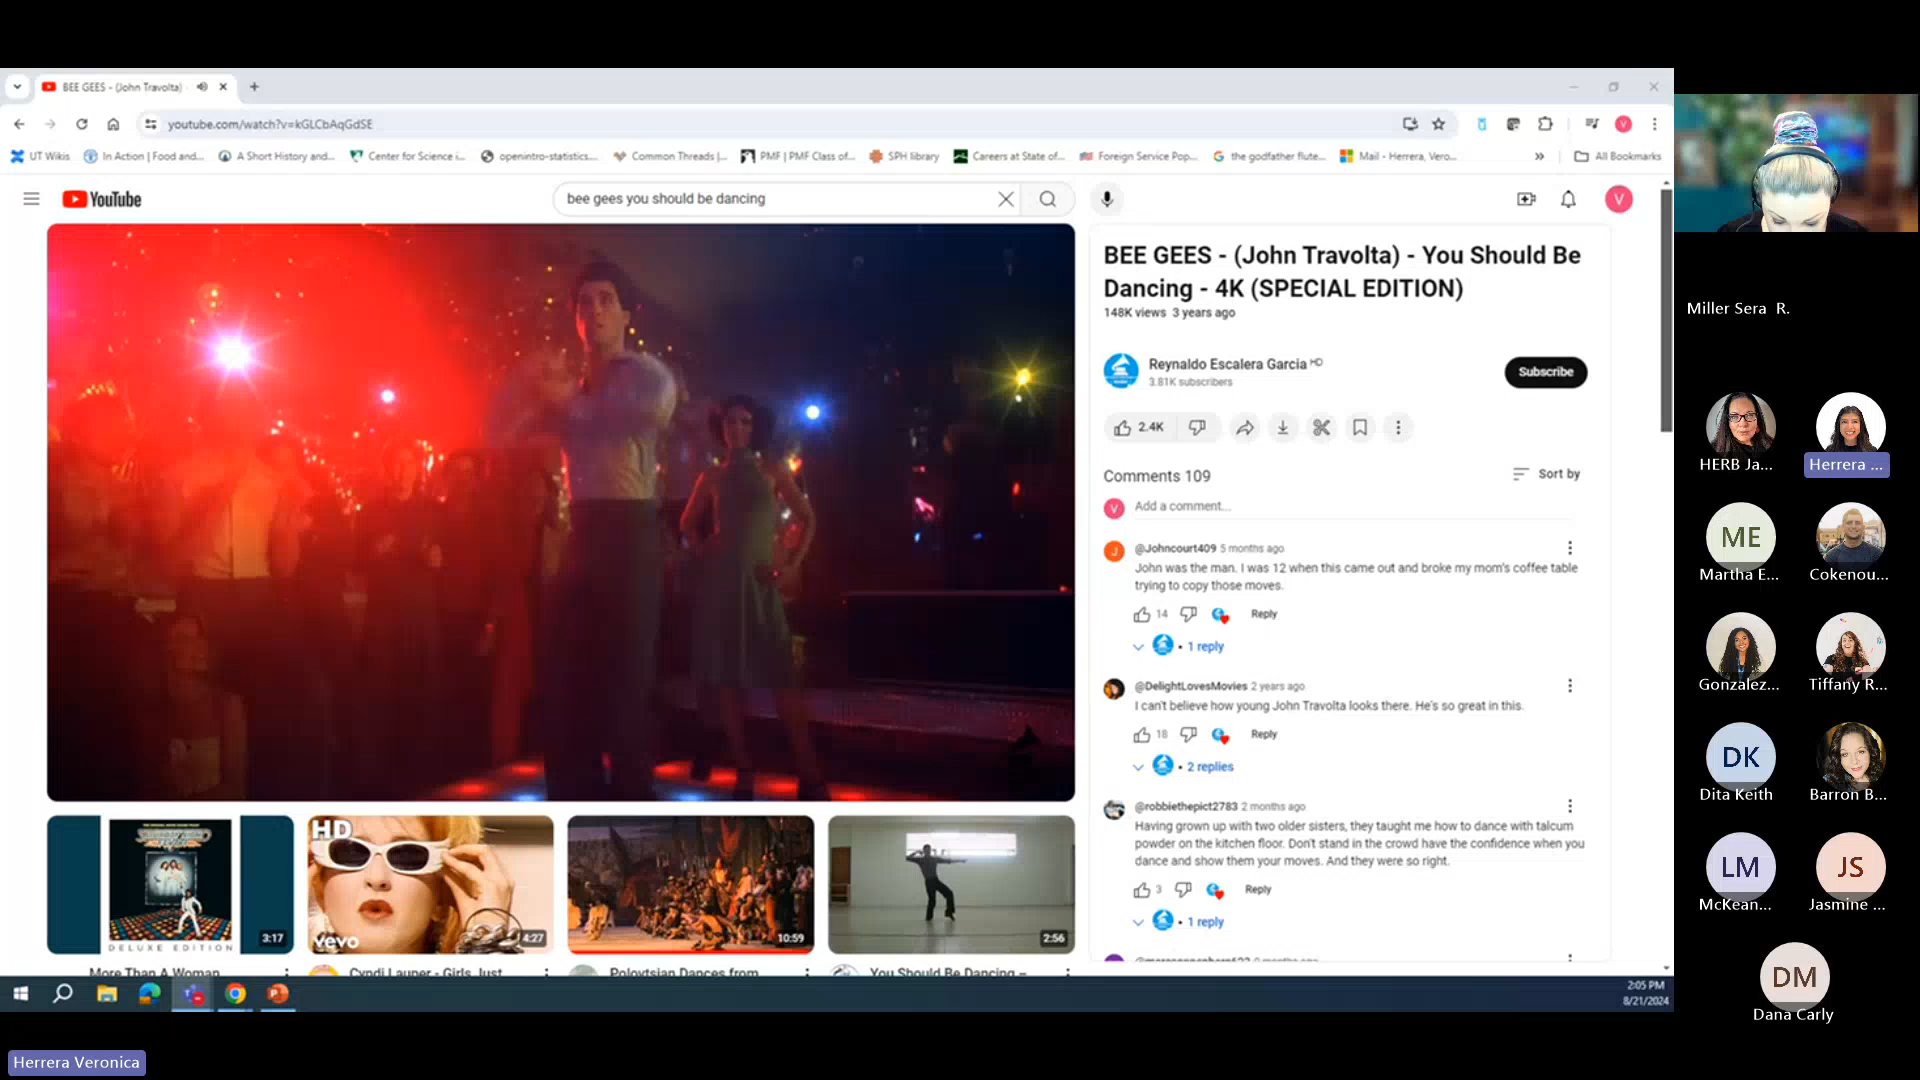 BEE GEES - (John Travolta)
youtube.com/watch?v=kGLCbAqGdSE
UT Wikis
In Action | Food and...
A Short History and...
Center for Science i...
openintro-statistics...
Common Threads |...
PMF | PMF Class of...
SPH library
Careers at State of...
Foreign Service Pop...
the godfather flute...
Mail - Herrera, Vero...
All Bookmarks
YouTube
bee gees you should be dancing
V
BEE GEES - (John Travolta) - You Should Be
Dancing - 4K (SPECIAL EDITION)
148K views 3 years ago
Reynaldo Escalera Garcia HD
3.81K subscribers
Subscribe
2.4K
Comments 109
Sort by
V
Add a comment...
J
@Johncourt409 5 months ago
John was the man. I was 12 when this came out and broke my mom's coffee table
trying to copy those moves.
14
Reply
• 1 reply
@DelightLovesMovies 2 years ago
I can't believe how young John Travolta looks there. He's so great in this.
18
Reply
• 2 replies
@robbiethepict2783 2 months ago
Having grown up with two older sisters, they taught me how to dance with talcum
powder on the kitchen floor. Don't stand in the crowd have the confidence when you
dance and show them your moves. And they were so right.
3
Reply
• 1 reply
DELUXE EDITION
3:17
HD
vevo
4:27
10:59
2:56
More Than A Woman
Cyndi Lauper - Girls Just
Polovtsian Dances from
You Should Be Dancing –
2:05 PM
8/21/2024
Miller Sera R.
HERB Ja...
Herrera ...
ME
Martha E...
Cokenou...
Gonzalez...
Tiffany R...
DK
Dita Keith
Barron B...
LM
McKean...
JS
Jasmine ...
DM
Dana Carly
Herrera Veronica